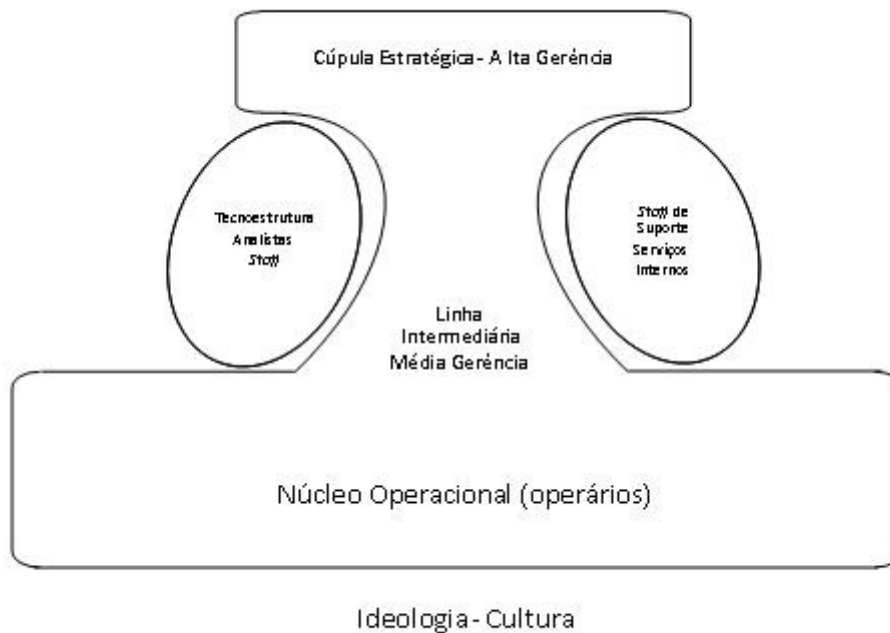 Cúpula Estratégica- A lta Gerência
Tecnoestrutura
Analistas
Staff
Staff de
Suporte
Serviços
Internos
Linha
Intermediária
Média Gerência
Núcleo Operacional (operários)
Ideologia- Cultura